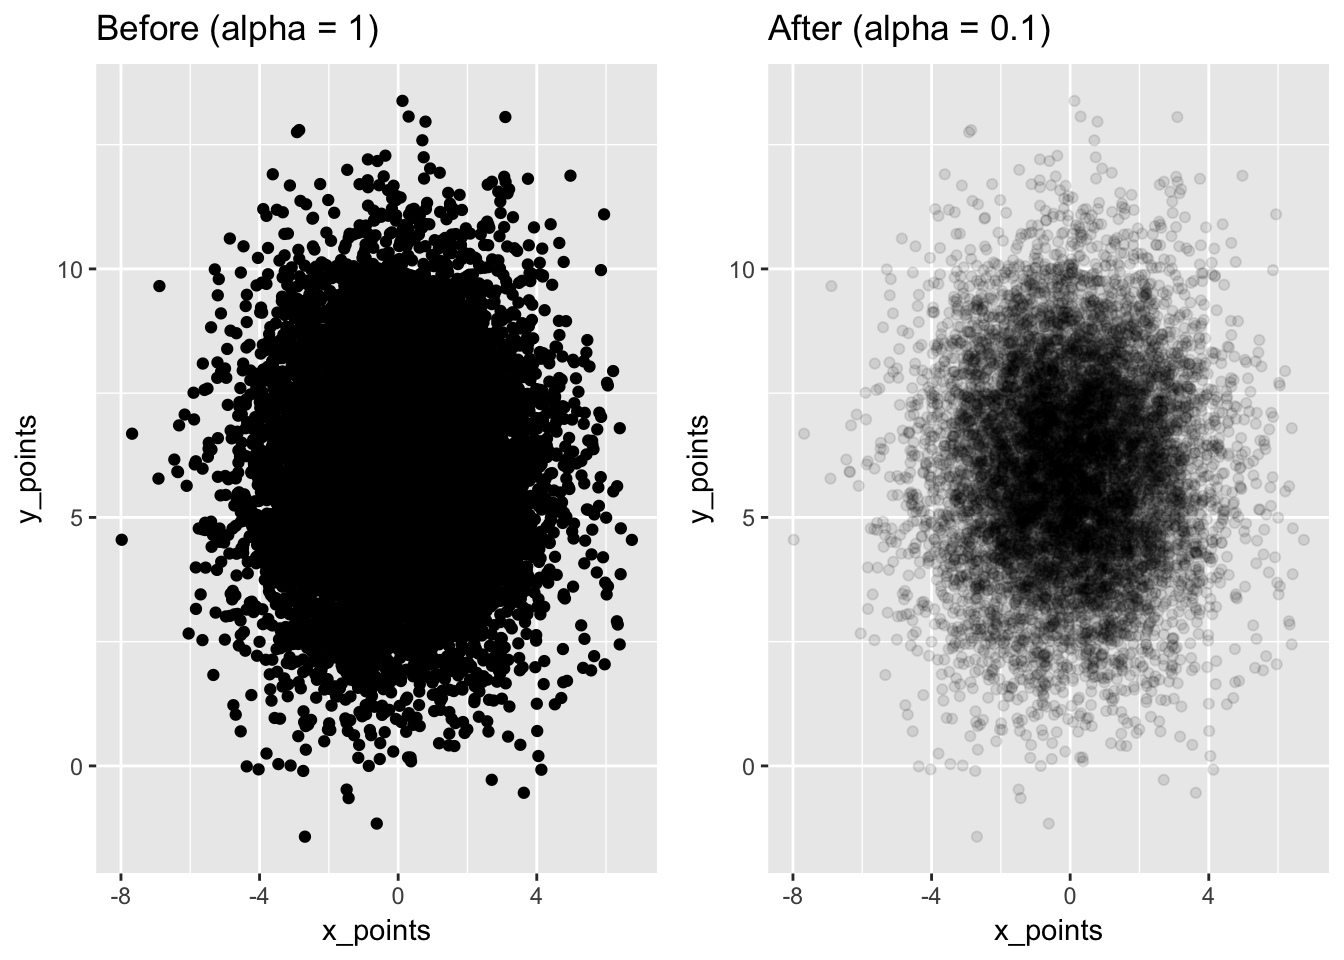 Before (alpha = 1)
y_points
10
5
0
-8 -4 0 4
x_points
After (alpha = 0.1)
y_points
10
5
0
-8 -4 0 4
x_points